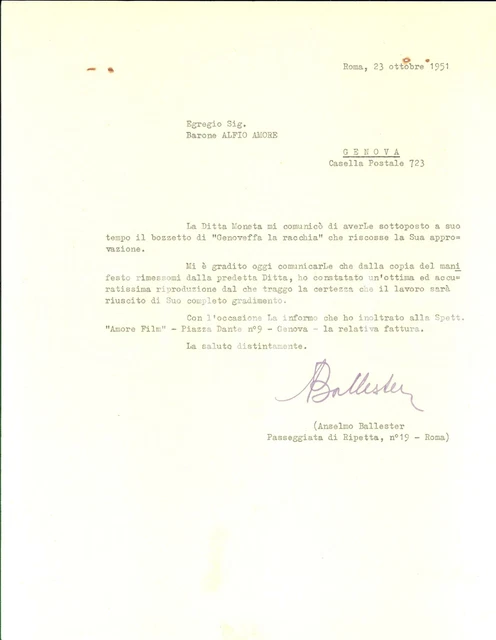 Roma, 23 ottobre 1951
Egregio Sig.
Barone ALFIO AMORE
G E N O V A
Casella Postale 723
La Ditta Moneta mi comunicò di averLe sottoposto a suo
tempo il bozzetto di "Genoveffa la racchia" che riscosse la Sua appro=
vazione.
Mi è gradito oggi comunicarLe che dalla copia del mani
festo rimessomi dalla predetta Ditta, ho constatato un'ottima ed accu=
ratissima riproduzione dal che traggo la certezza che il lavoro sarà
riuscito di Suo completo gradimento.
Con l'occasione La informo che ho inoltrato alla Spett.
"Amore Film" - Piazza Dante n°9 - Genova - la relativa fattura.
La saluto distintamente.
ABallester
(Anselmo Ballester
Passeggiata di Ripetta, n°19 - Roma)